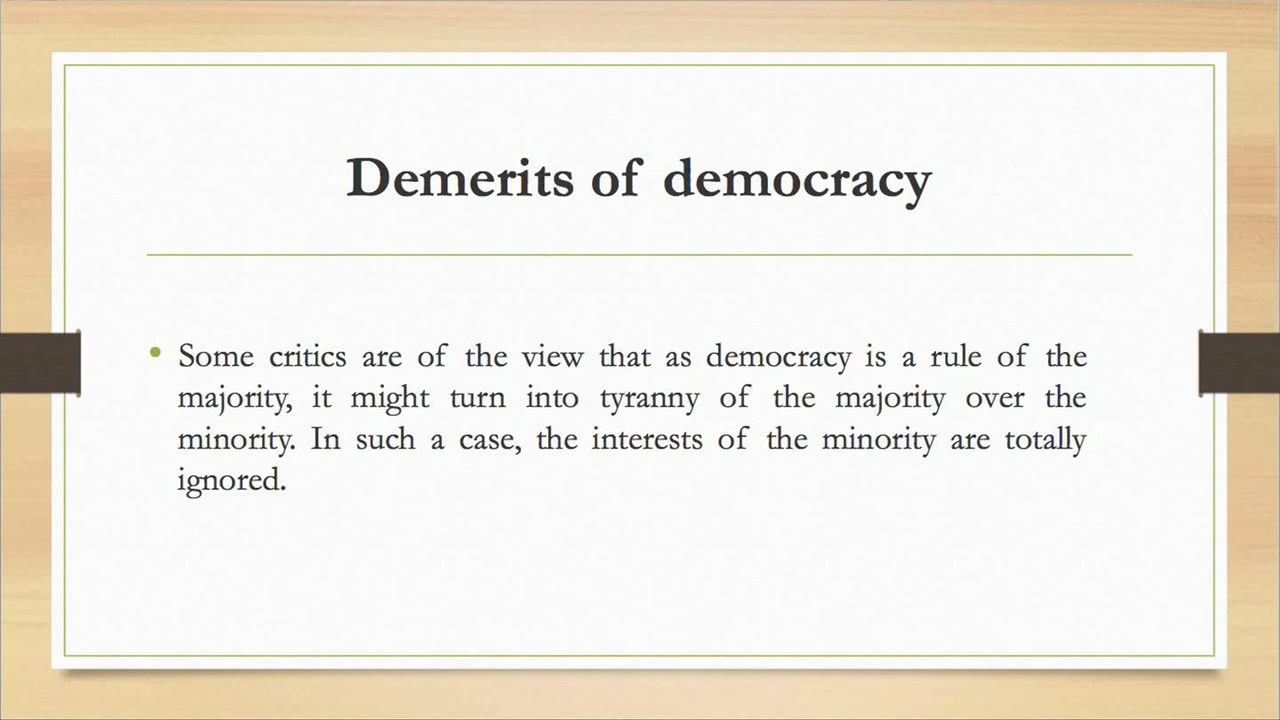 Demerits of democracy
• Some critics are of the view that as democracy is a rule of the
majority, it might turn into tyranny of the majority over the
minority. In such a case, the interests of the minority are totally
ignored.